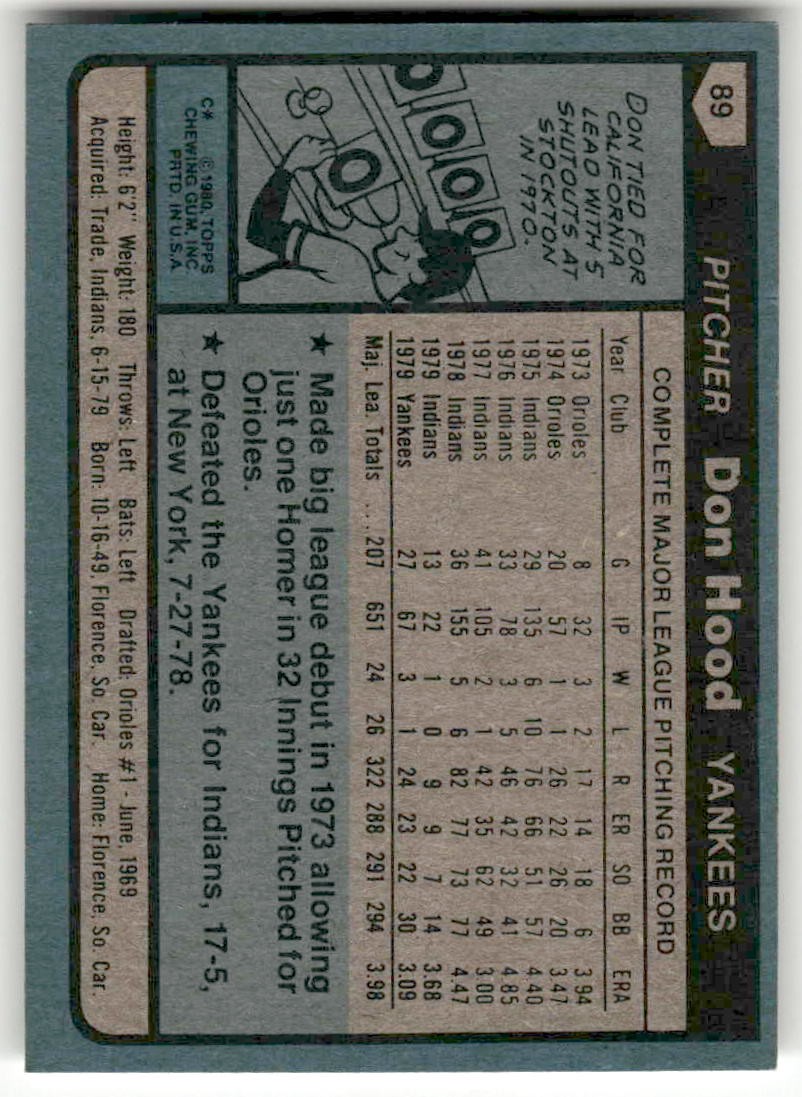 89
PITCHER Don Hood YANKEES
DON TIED FOR
CALIFORNIA
LEAD WITH 5
SHUTOUTS AT
STOCKTON
IN 1970.
0 0 0 0
0
C* © 1980, TOPPS
CHEWING GUM, INC.
PRTD. IN U.S.A.
COMPLETE MAJOR LEAGUE PITCHING RECORD
Year Club G IP W L R ER SO BB ERA
1973 Orioles 8 32 3 2 17 14 18 6 3.94
1974 Orioles 20 57 1 1 26 22 26 20 3.47
1975 Indians 29 135 6 10 76 66 51 57 4.40
1976 Indians 33 78 3 5 46 42 32 41 4.85
1977 Indians 41 105 2 1 42 35 62 49 3.00
1978 Indians 36 155 5 6 82 77 73 77 4.47
1979 Indians 13 22 1 0 9 9 7 14 3.68
1979 Yankees 27 67 3 1 24 23 22 30 3.09
Maj. Lea. Totals .... 207 651 24 26 322 288 291 294 3.98
★ Made big league debut in 1973 allowing
just one Homer in 32 Innings Pitched for
Orioles.
★ Defeated the Yankees for Indians, 17-5,
at New York, 7-27-78.
Height: 6'2" Weight: 180 Throws: Left Bats: Left Drafted: Orioles #1 - June, 1969
Acquired: Trade, Indians, 6-15-79 Born: 10-16-49, Florence, So. Car. Home: Florence, So. Car.